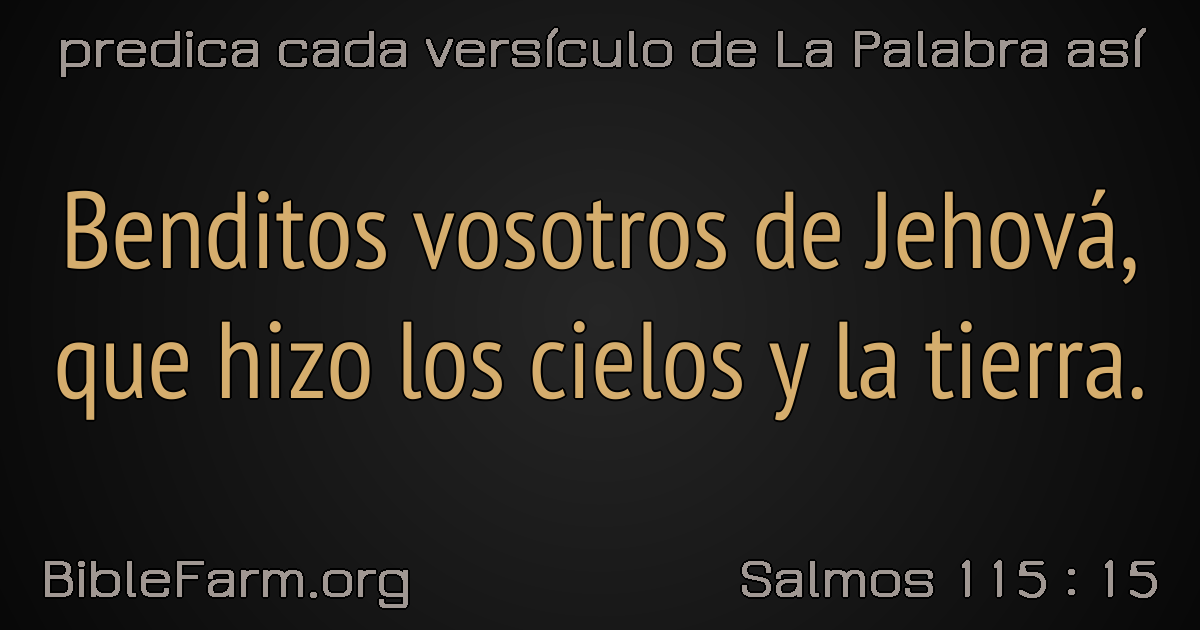 predica cada versículo de La Palabra así
Benditos vosotros de Jehová,
que hizo los cielos y la tierra.
BibleFarm.org
Salmos 115 : 15